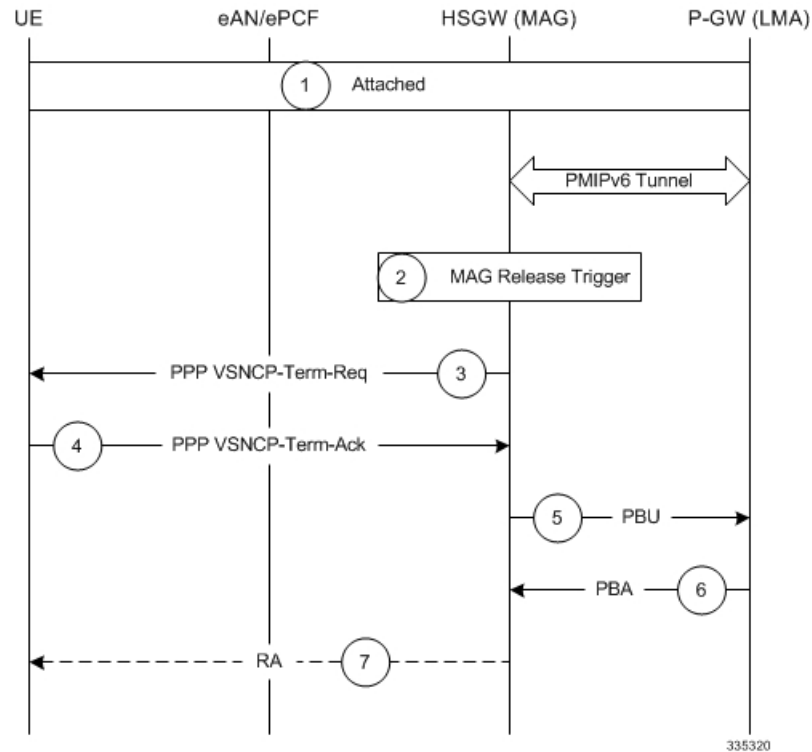 UE eAN/ePCF HSGW (MAG) P-GW (LMA)
1 Attached
PMIPv6 Tunnel
2 MAG Release Trigger
PPP VSNCP-Term-Req 3
4 PPP VSNCP-Term-Ack
5 PBU
PBA 6
RA 7
335320